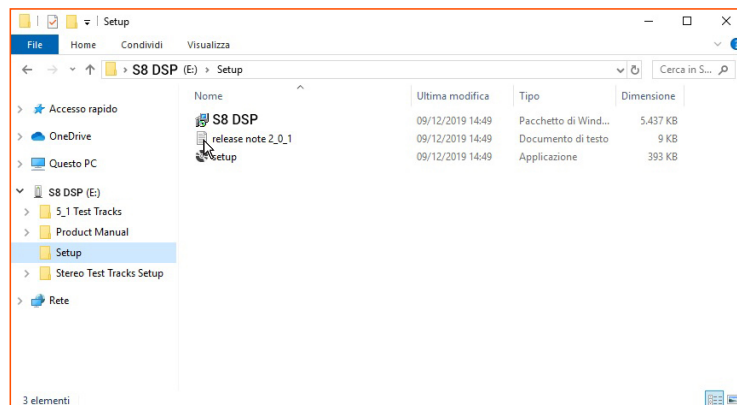 Setup
File Home Condividi Visualizza
S8 DSP (E:) Setup Cerca in S...
Nome Ultima modifica Tipo Dimensione
Accesso rapido
OneDrive
Questo PC
S8 DSP (E:)
5_1 Test Tracks
Product Manual
Setup
Stereo Test Tracks Setup
Rete
S8 DSP 09/12/2019 14:49 Pacchetto di Wind... 5.437 KB
release note 2_0_1 09/12/2019 14:49 Documento di testo 9 KB
setup 09/12/2019 14:49 Applicazione 393 KB
3 elementi